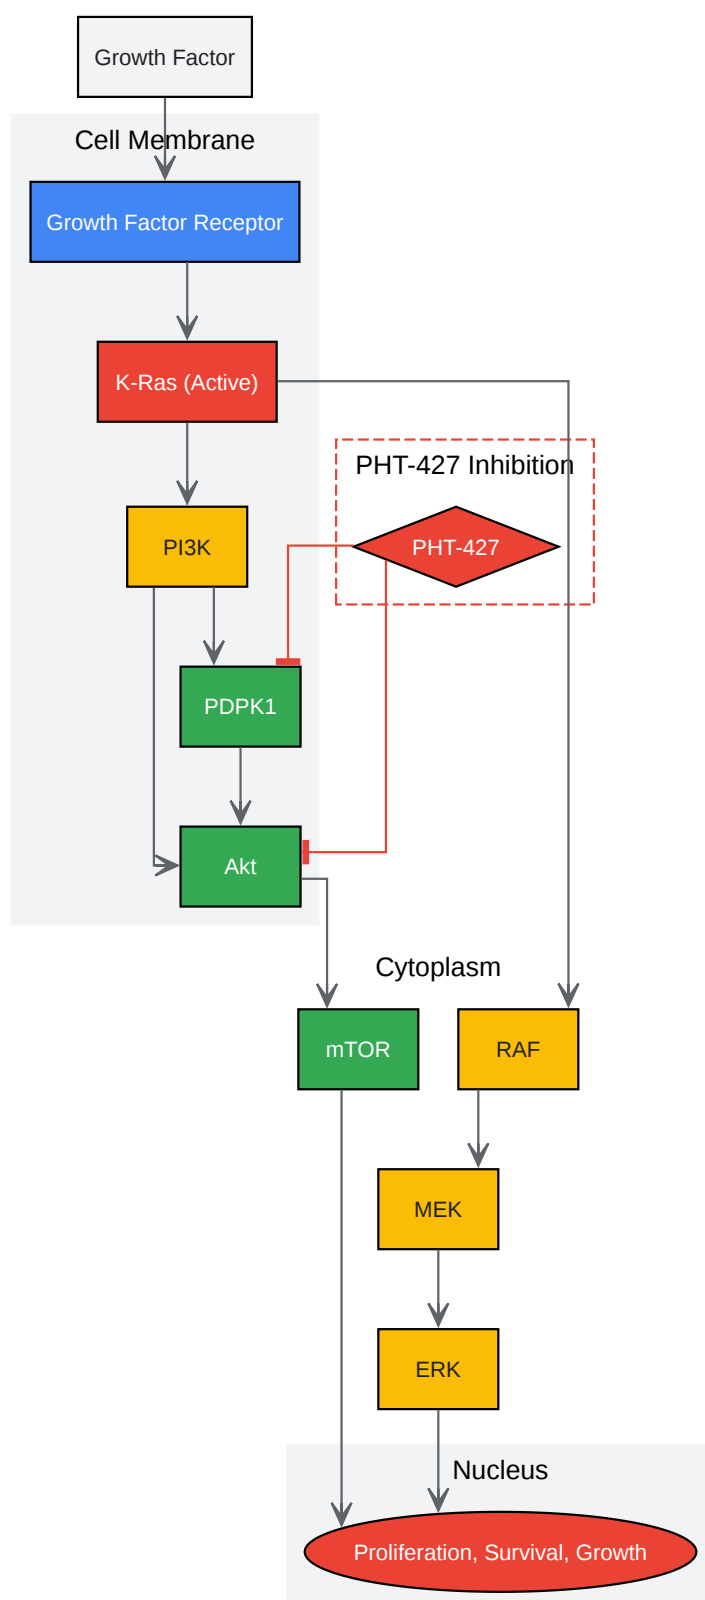 Growth Factor
Cell Membrane
Growth Factor Receptor
K-Ras (Active)
PHT-427 Inhibition
PI3K
PHT-427
PDPK1
Akt
Cytoplasm
mTOR
RAF
MEK
ERK
Nucleus
Proliferation, Survival, Growth